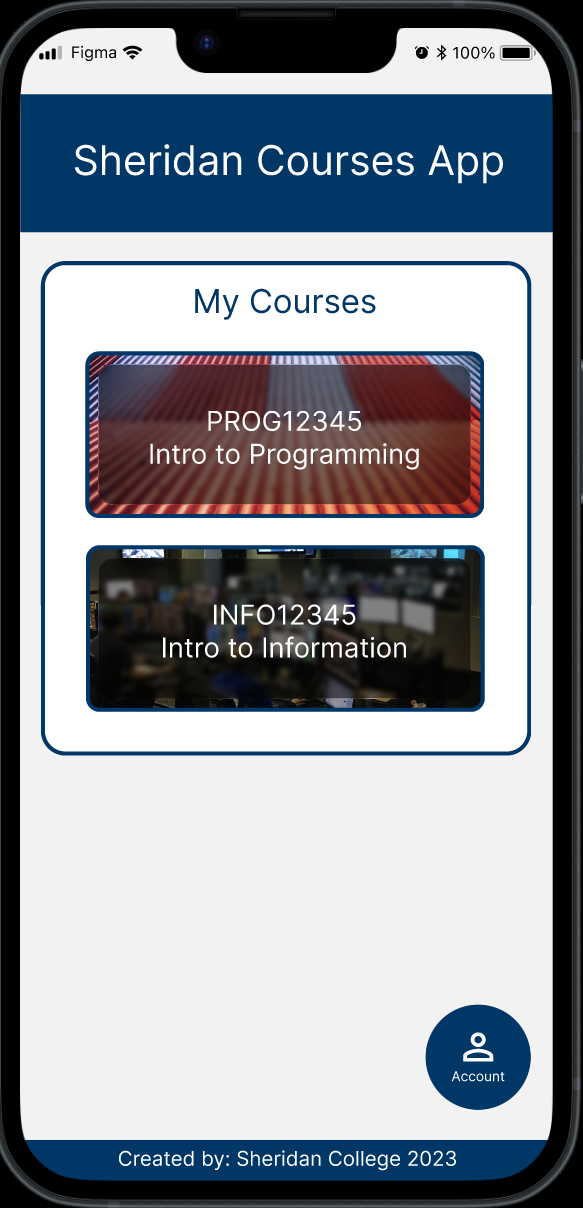 Figma 100%
Sheridan Courses App
My Courses
PROG12345
Intro to Programming
INFO12345
Intro to Information
Account
Created by: Sheridan College 2023